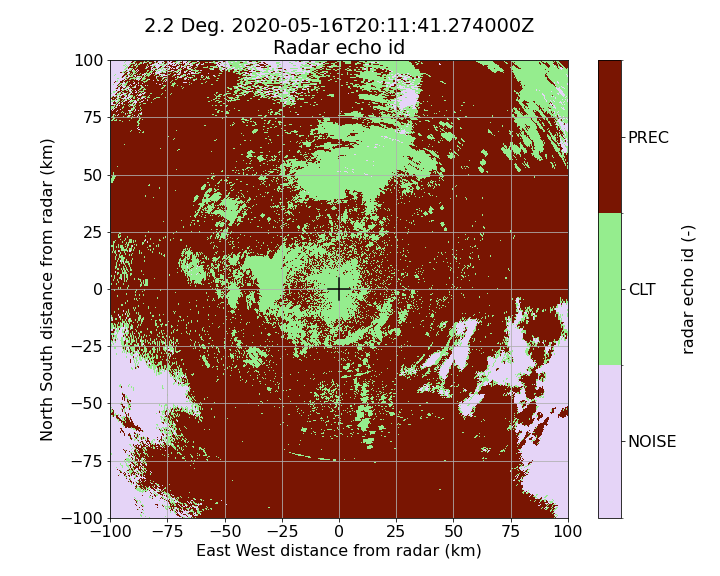 2.2 Deg. 2020-05-16T20:11:41.274000Z
Radar echo id
100
75
50
25
0
−25
−50
−75
−100
−100
−75
−50
−25
0
25
50
75
100
North South distance from radar (km)
East West distance from radar (km)
PREC
CLT
NOISE
radar echo id (-)